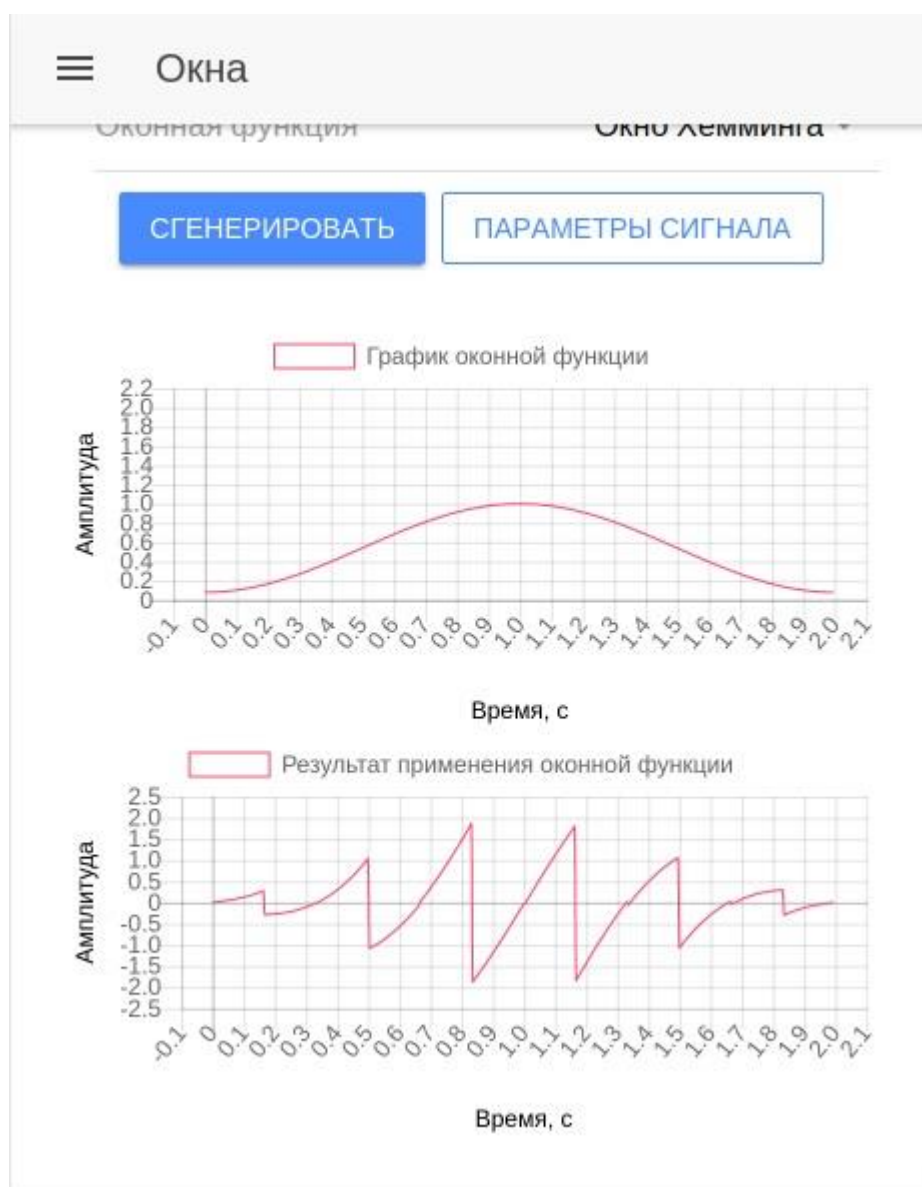 Окна
Оконная функция Окно Хемминга
СГЕНЕРИРОВАТЬ ПАРАМЕТРЫ СИГНАЛА
График оконной функции
2.2
2.0
1.8
1.6
1.4
1.2
1.0
0.8
0.6
0.4
0.2
0
Амплитуда
-0.1 0 0.1 0.2 0.3 0.4 0.5 0.6 0.7 0.8 0.9 1.0 1.1 1.2 1.3 1.4 1.5 1.6 1.7 1.8 1.9 2.0 2.1
Время, с
Результат применения оконной функции
2.5
2.0
1.5
1.0
0.5
0
-0.5
-1.0
-1.5
-2.0
-2.5
Амплитуда
-0.1 0 0.1 0.2 0.3 0.4 0.5 0.6 0.7 0.8 0.9 1.0 1.1 1.2 1.3 1.4 1.5 1.6 1.7 1.8 1.9 2.0 2.1
Время, с